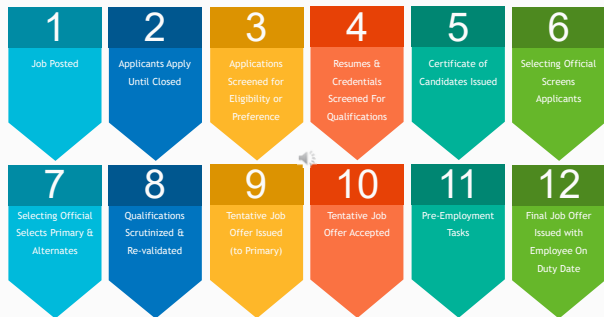 1
Job Posted
2
Applicants Apply
Until Closed
3
Applications
Screened for
Eligibility or
Preference
4
Resumes &
Credentials
Screened For
Qualifications
5
Certificate of
Candidates Issued
6
Selecting Official
Screens
Applicants
7
Selecting Official
Selects Primary &
Alternates
8
Qualifications
Scrutinized &
Re-validated
9
Tentative Job
Offer Issued
(to Primary)
10
Tentative Job
Offer Accepted
11
Pre-Employment
Tasks
12
Final Job Offer
Issued with
Employee On
Duty Date